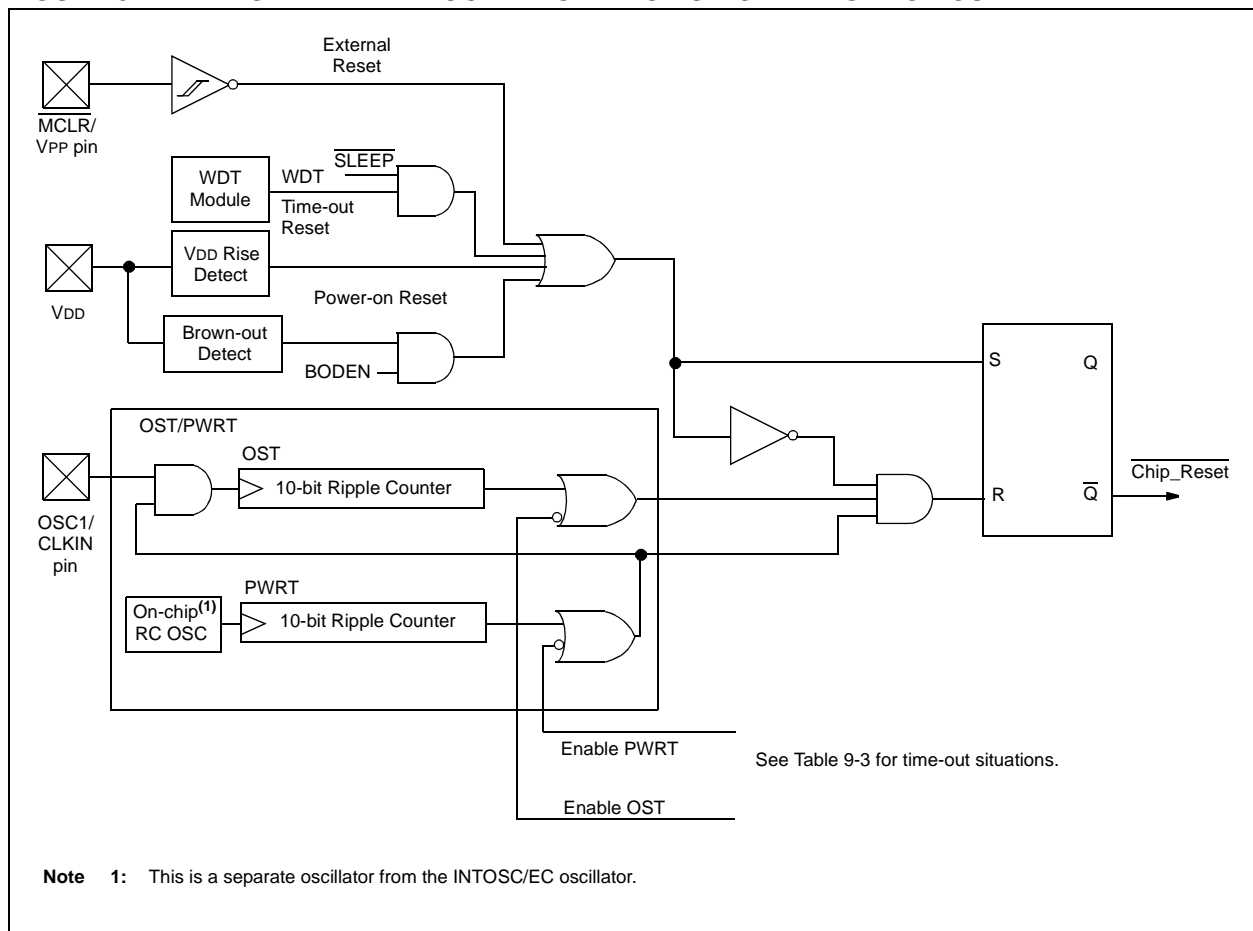 External
Reset
MCLR/
VPP pin
SLEEP
WDT
Module
WDT
Time-out
Reset
VDD Rise
Detect
VDD
Power-on Reset
Brown-out
Detect
BODEN
S
Q
OST/PWRT
OST
10-bit Ripple Counter
OSC1/
CLKIN
pin
R
Q
Chip_Reset
PWRT
On-chip(1)
RC OSC
10-bit Ripple Counter
Enable PWRT
See Table 9-3 for time-out situations.
Enable OST
Note 1: This is a separate oscillator from the INTOSC/EC oscillator.